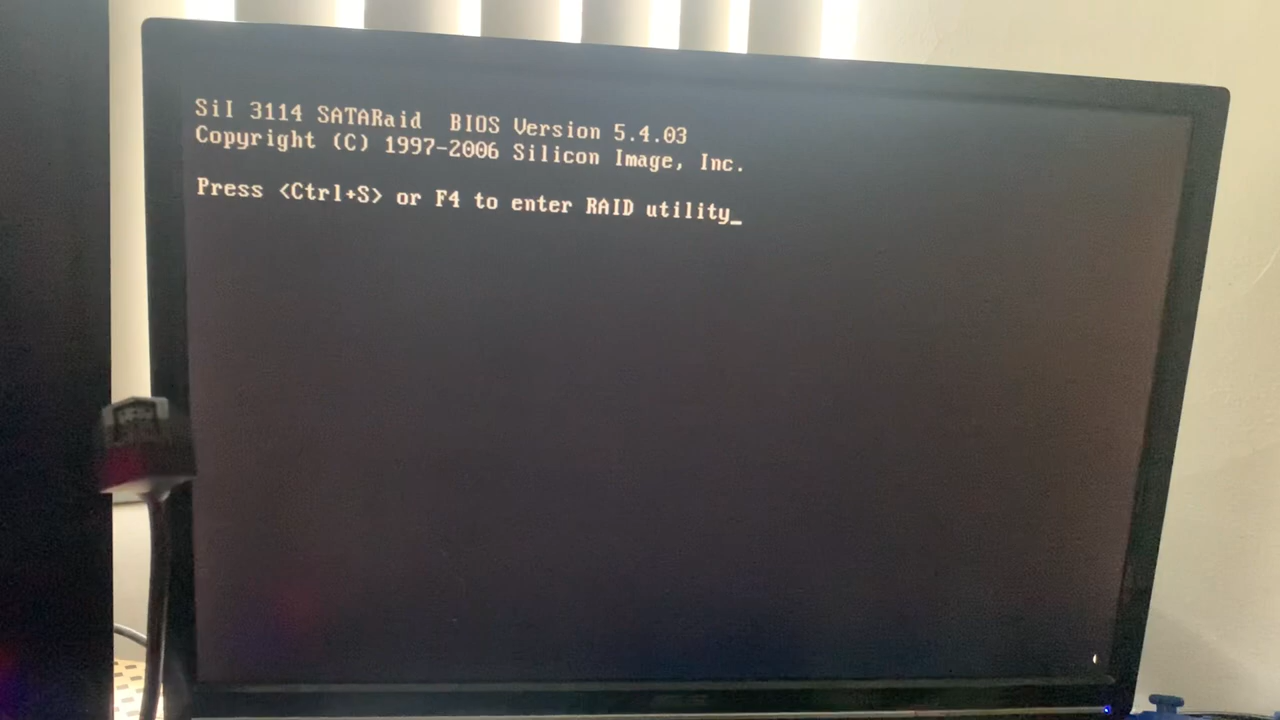 SiI 3114 SATARaid  BIOS Version 5.4.03
Copyright (C) 1997-2006 Silicon Image, Inc.
Press <Ctrl+S> or F4 to enter RAID utility_